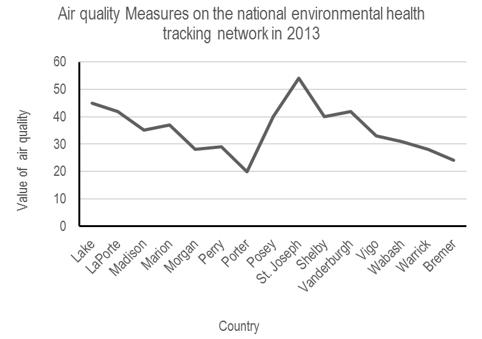 Air quality Measures on the national environmental health
tracking network in 2013
60
50
40
30
20
10
0
Value of air quality
Lake
LaPorte
Madison
Marion
Morgan
Perry
Porter
Posey
St. Joseph
Shelby
Vanderburgh
Vigo
Wabash
Warrick
Bremer
Country